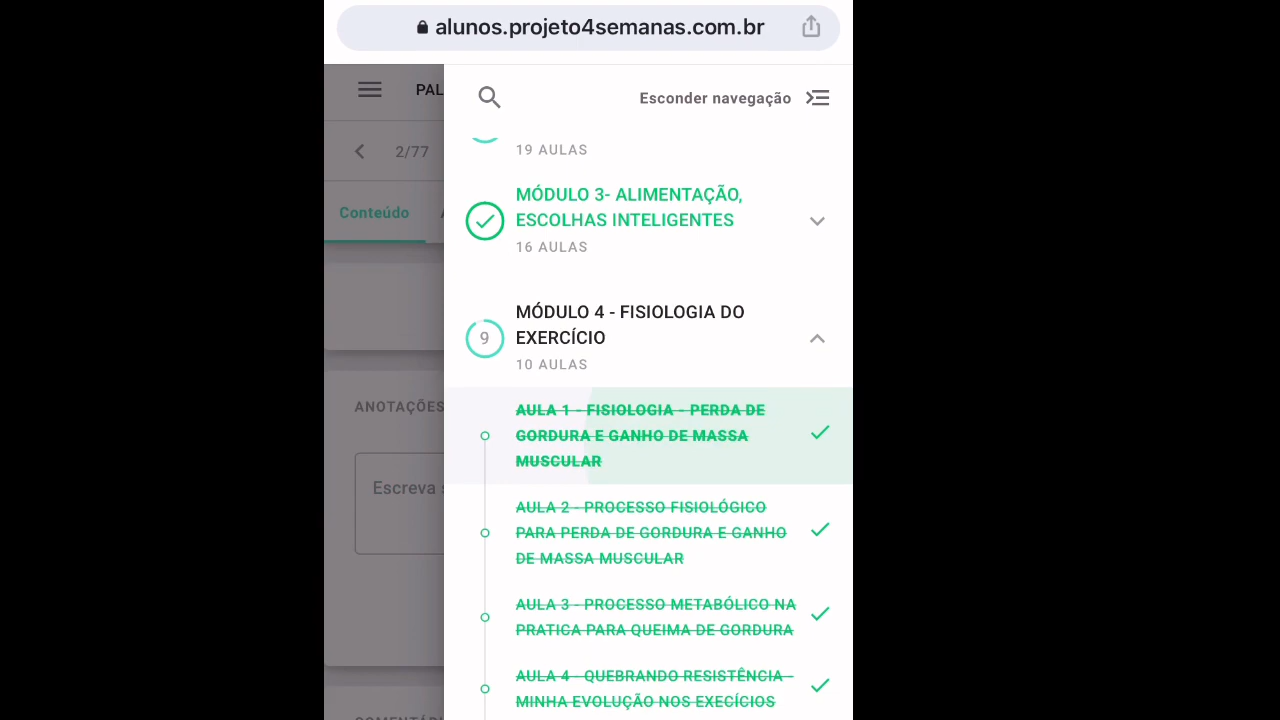 alunos.projeto4semanas.com.br
PAL
Esconder navegação
2/77
19 AULAS
Conteúdo
MÓDULO 3- ALIMENTAÇÃO,
ESCOLHAS INTELIGENTES
16 AULAS
MÓDULO 4 - FISIOLOGIA DO
9
EXERCÍCIO
10 AULAS
ANOTAÇÕES
AULA 1 - FISIOLOGIA - PERDA DE
GORDURA E GANHO DE MASSA
MUSCULAR
Escreva s
AULA 2 - PROCESSO FISIOLÓGICO
PARA PERDA DE GORDURA E GANHO
DE MASSA MUSCULAR
AULA 3 - PROCESSO METABÓLICO NA
PRATICA PARA QUEIMA DE GORDURA
AULA 4 - QUEBRANDO RESISTÊNCIA -
MINHA EVOLUÇÃO NOS EXECÍCIOS